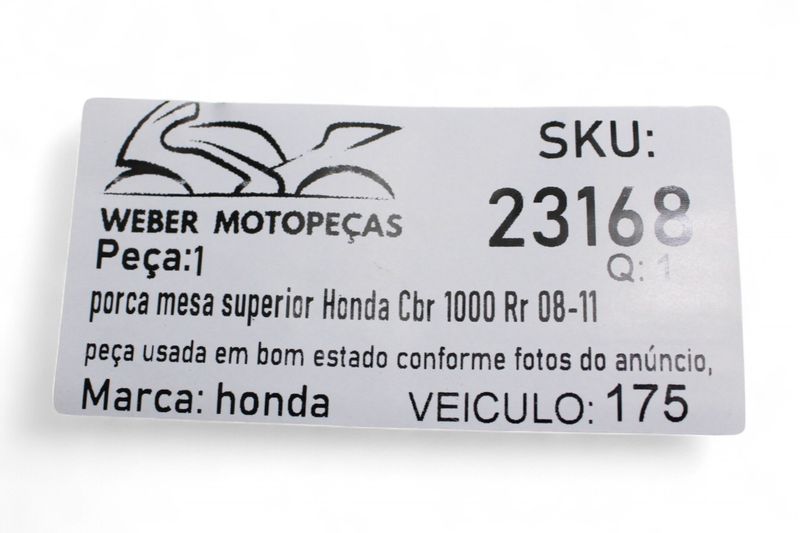 WEBER MOTOPEÇAS
SKU:
23168
Q: 1
Peça:1
porca mesa superior Honda Cbr 1000 Rr 08-11
peça usada em bom estado conforme fotos do anúncio,
Marca: honda
VEICULO: 175